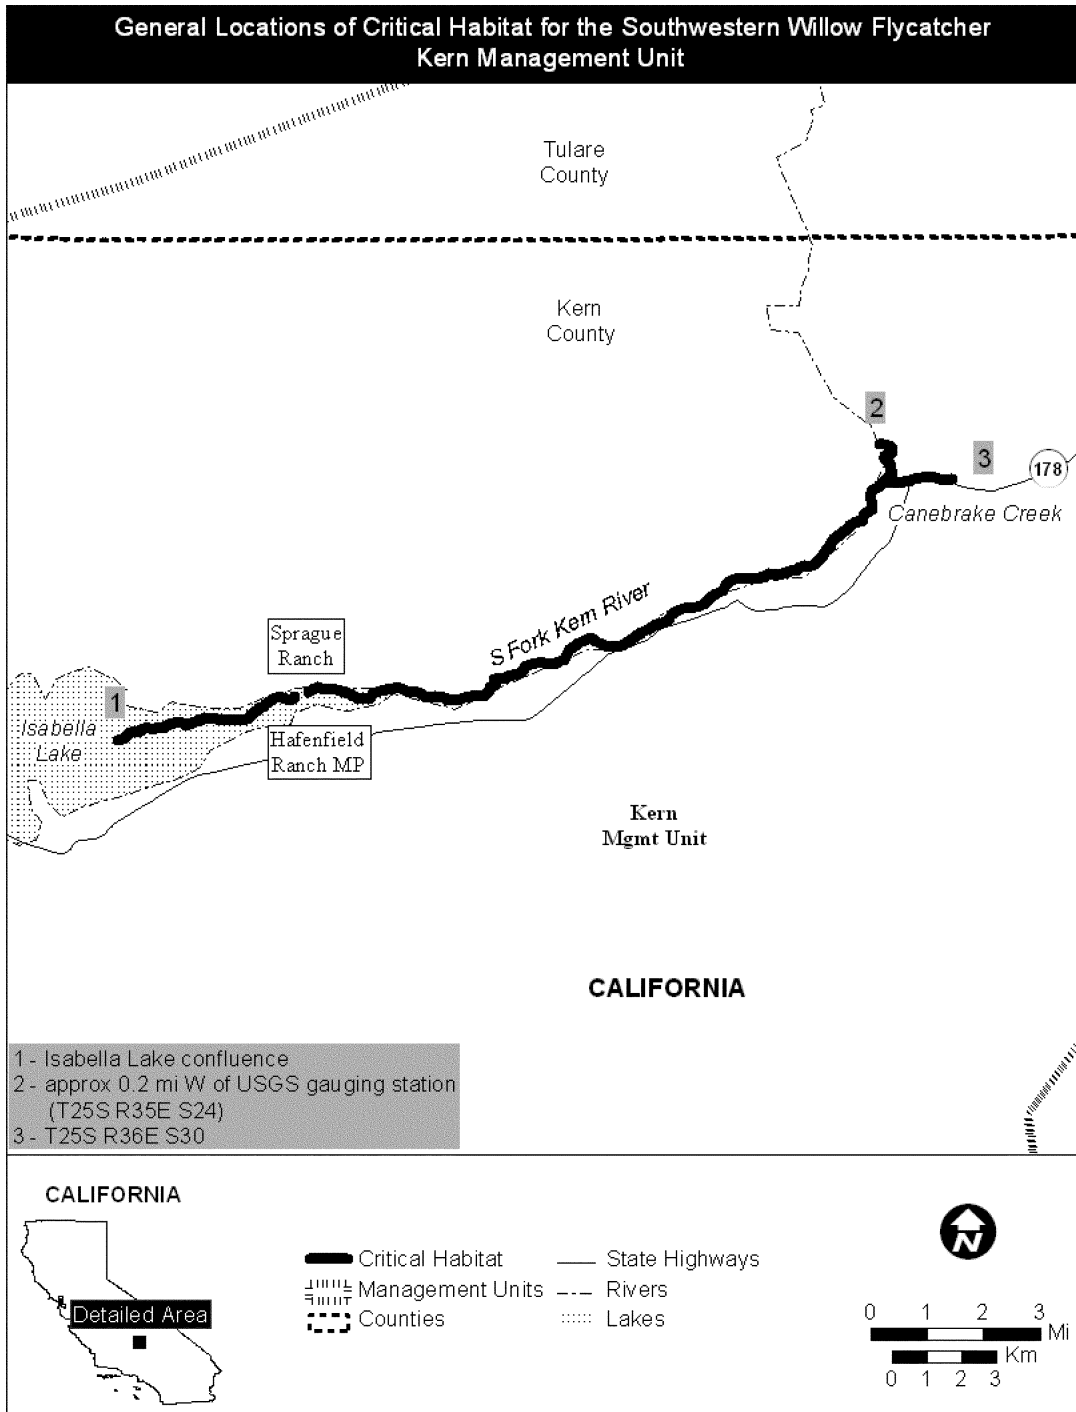 General Locations of Critical Habitat for the Southwestern Willow Flycatcher
Kern Management Unit
Tulare
County
Kern
County
2
3
178
Canebrake Creek
S Fork Kern River
Sprague
Ranch
1
Isabella
Lake
Hafenfield
Ranch MP
Kern
Mgmt Unit
CALIFORNIA
1 - Isabella Lake confluence
2 - approx 0.2 mi W of USGS gauging station
(T25S R35E S24)
3 - T25S R36E S30
CALIFORNIA
Detailed Area
Critical Habitat
Management Units
Counties
State Highways
Rivers
Lakes
N
0 1 2 3
Mi
Km
0 1 2 3